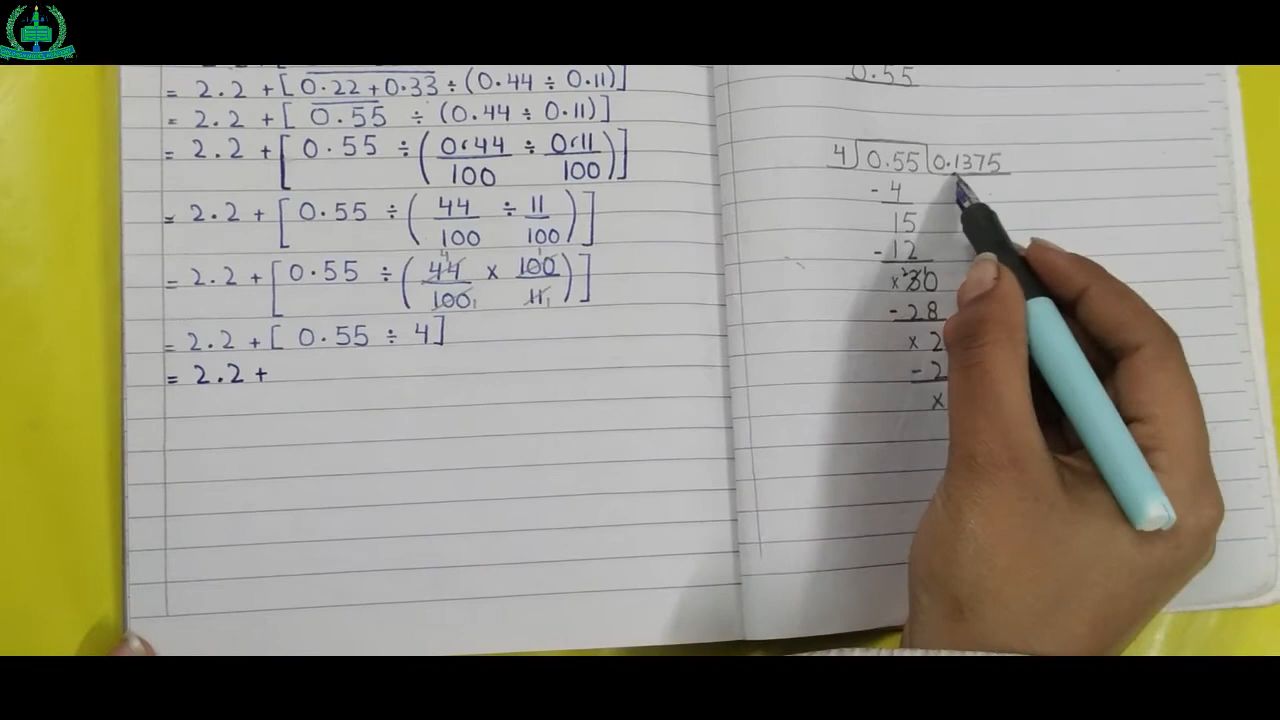 = 2.2 + [ 0.22 + 0.33 ÷ (0.44 ÷ 0.11) ]
= 2.2 + [ 0.55 ÷ (0.44 ÷ 0.11) ]
= 2.2 + [ 0.55 ÷ ( 0.44/100 ÷ 0.11/100 ) ]
= 2.2 + [ 0.55 ÷ ( 44/100 ÷ 11/100 ) ]
= 2.2 + [ 0.55 ÷ ( 44/100 × 100/11 ) ]
= 2.2 + [ 0.55 ÷ 4 ]
= 2.2 +
0.55
4 ) 0.55 ( 0.1375
- 4
15
- 12
× 30
- 28
× 2
- 2
×